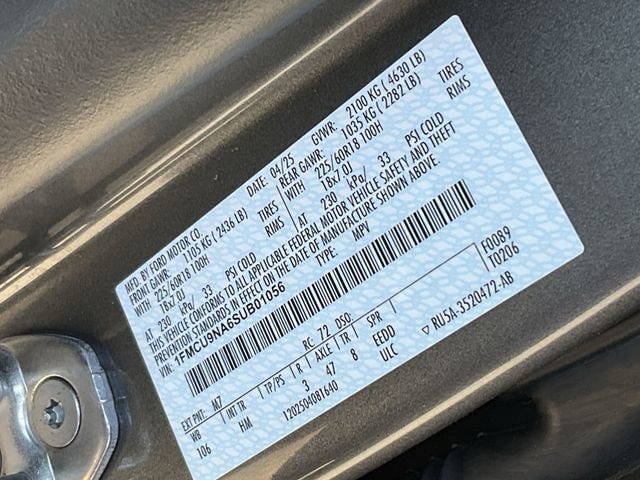 MFD. BY FORD MOTOR CO. DATE: 04/25 GVWR: 2100 KG ( 4630 LB)
FRONT GAWR: 1105 KG ( 2436 LB) REAR GAWR: 1035 KG ( 2282 LB)
WITH 225/60R18 100H TIRES WITH 225/60R18 100H TIRES
18x7.0J RIMS 18x7.0J RIMS
AT 230 kPa/ 33 PSI COLD AT 230 kPa/ 33 PSI COLD
THIS VEHICLE CONFORMS TO ALL APPLICABLE FEDERAL MOTOR VEHICLE SAFETY AND THEFT
PREVENTION STANDARDS IN EFFECT ON THE DATE OF MANUFACTURE SHOWN ABOVE.
VIN: 1FMCU9NA6SUB01056 TYPE: MPV
F0089
T0206
EXT PNT: M7 RC: 72 DSO:
WB INT TR TP/PS R AXLE TR SPR
106 HM 3 47 8 FEDD
ULC ▽ RU5A-3520472-AB
1202504081640